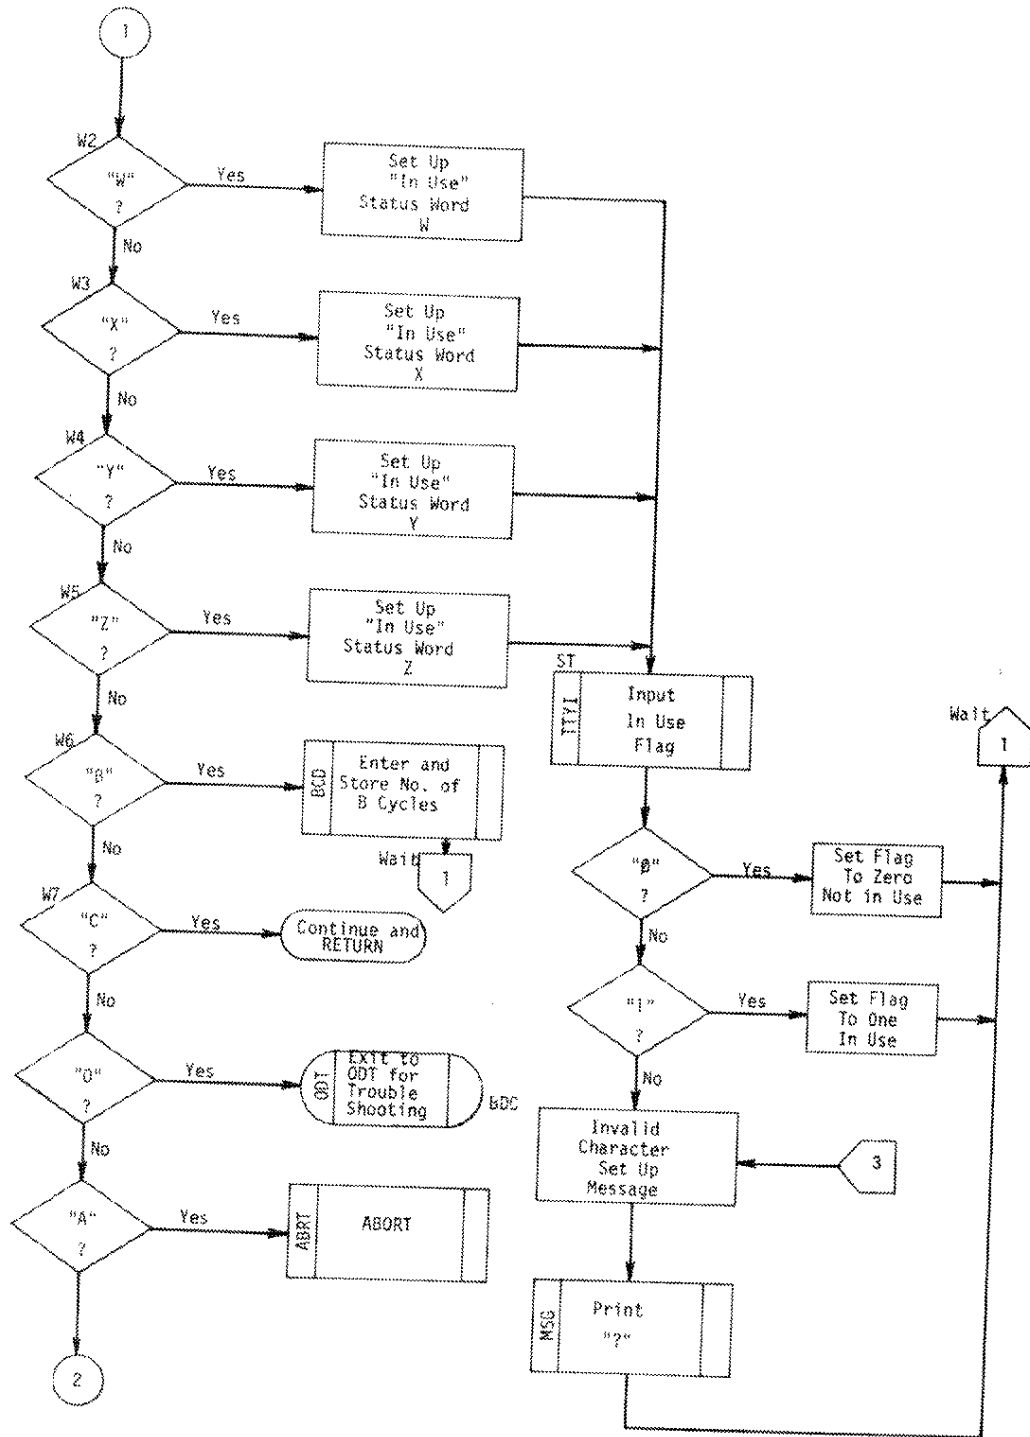 1
W2
"W"
?
Yes
Set Up
"In Use"
Status Word
W
No
W3
"X"
?
Yes
Set Up
"In Use"
Status Word
X
No
W4
"Y"
?
Yes
Set Up
"In Use"
Status Word
Y
No
W5
"Z"
?
Yes
Set Up
"In Use"
Status Word
Z
No
ST
TTYI
Input
In Use
Flag
W6
"B"
?
Yes
BCD
Enter and
Store No. of
B Cycles
Wait
1
No
W7
"C"
?
Yes
Continue and
RETURN
No
"O"
?
Yes
ODT
Exit to
ODT for
Trouble
Shooting
No
"A"
?
Yes
ABRT
ABORT
2
"Ø"
?
Yes
Set Flag
To Zero
Not in Use
No
"1"
?
Yes
Set Flag
To One
In Use
No
BDC
Invalid
Character
Set Up
Message
3
MSG
Print
"?"
Wait
1